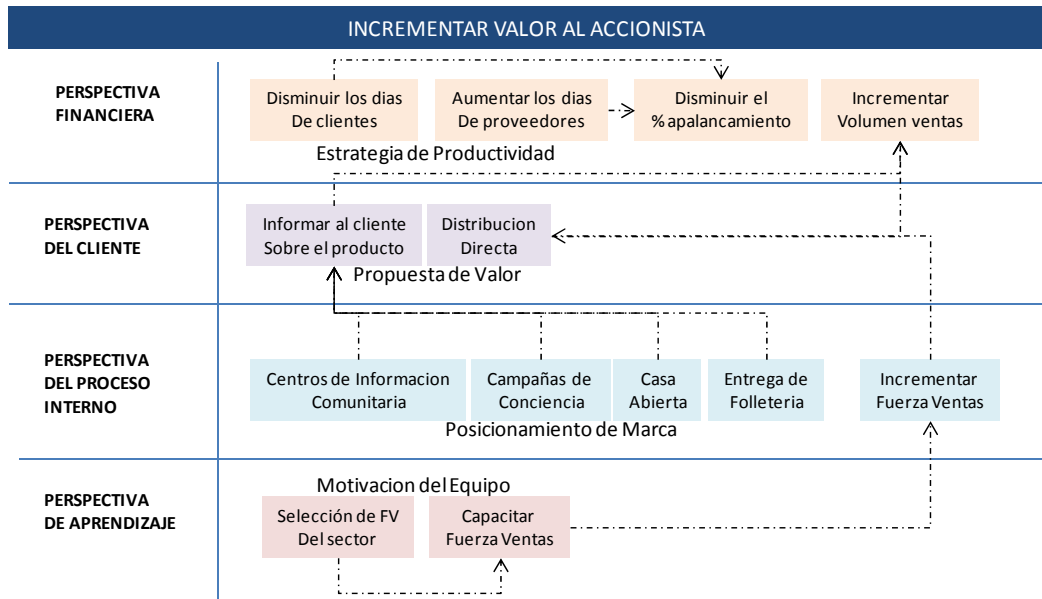 INCREMENTAR VALOR AL ACCIONISTA
PERSPECTIVA
FINANCIERA
Disminuir los dias
De clientes
Aumentar los dias
De proveedores
Disminuir el
% apalancamiento
Incrementar
Volumen ventas
Estrategia de Productividad
PERSPECTIVA
DEL CLIENTE
Informar al cliente
Sobre el producto
Distribucion
Directa
Propuesta de Valor
PERSPECTIVA
DEL PROCESO
INTERNO
Centros de Informacion
Comunitaria
Campañas de
Conciencia
Casa
Abierta
Entrega de
Folleteria
Incrementar
Fuerza Ventas
Posicionamiento de Marca
PERSPECTIVA
DE APRENDIZAJE
Motivacion del Equipo
Selección de FV
Del sector
Capacitar
Fuerza Ventas